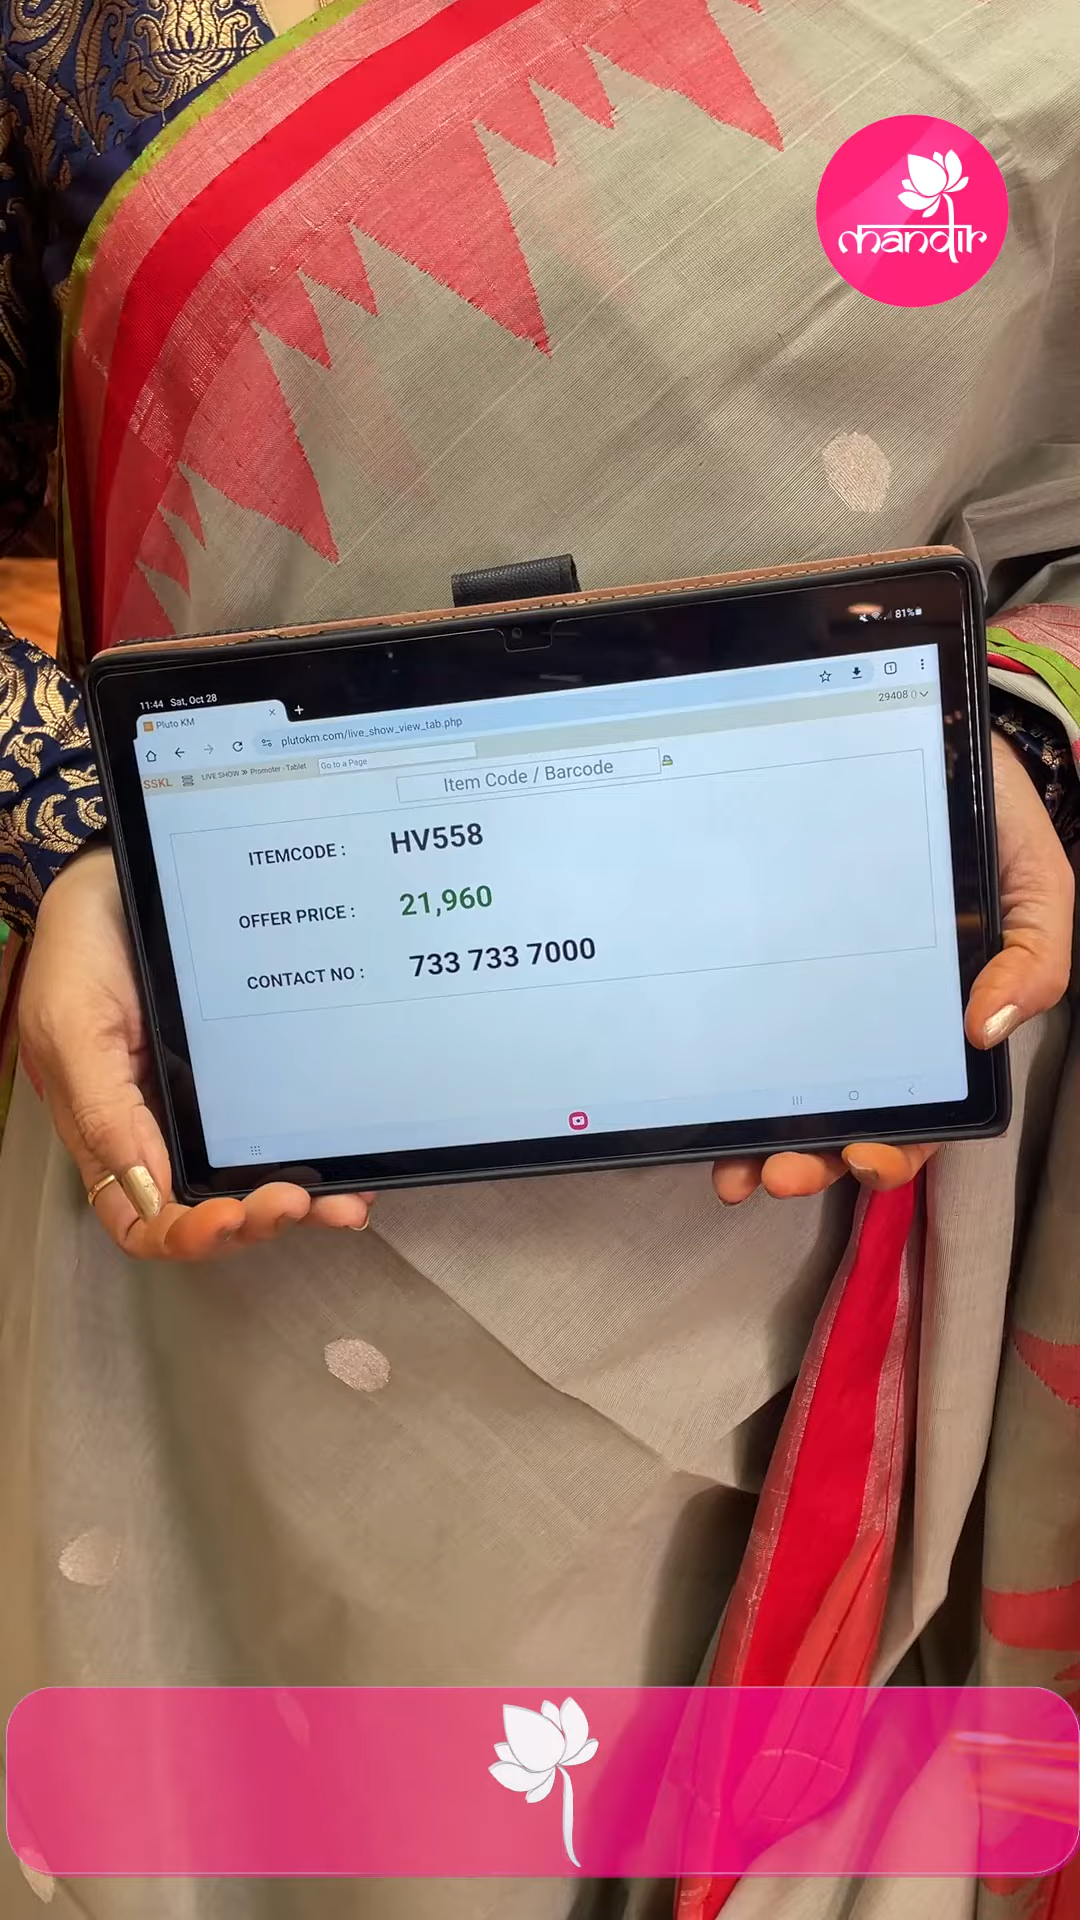 mandir
81%
11:44 Sat, Oct 28
Pluto KM
plutokm.com/live_show_view_tab.php
29408 ()
SSKL
LIVE SHOW » Promoter - Tablet
Go to a Page
Item Code / Barcode
ITEMCODE : HV558
OFFER PRICE : 21,960
CONTACT NO : 733 733 7000